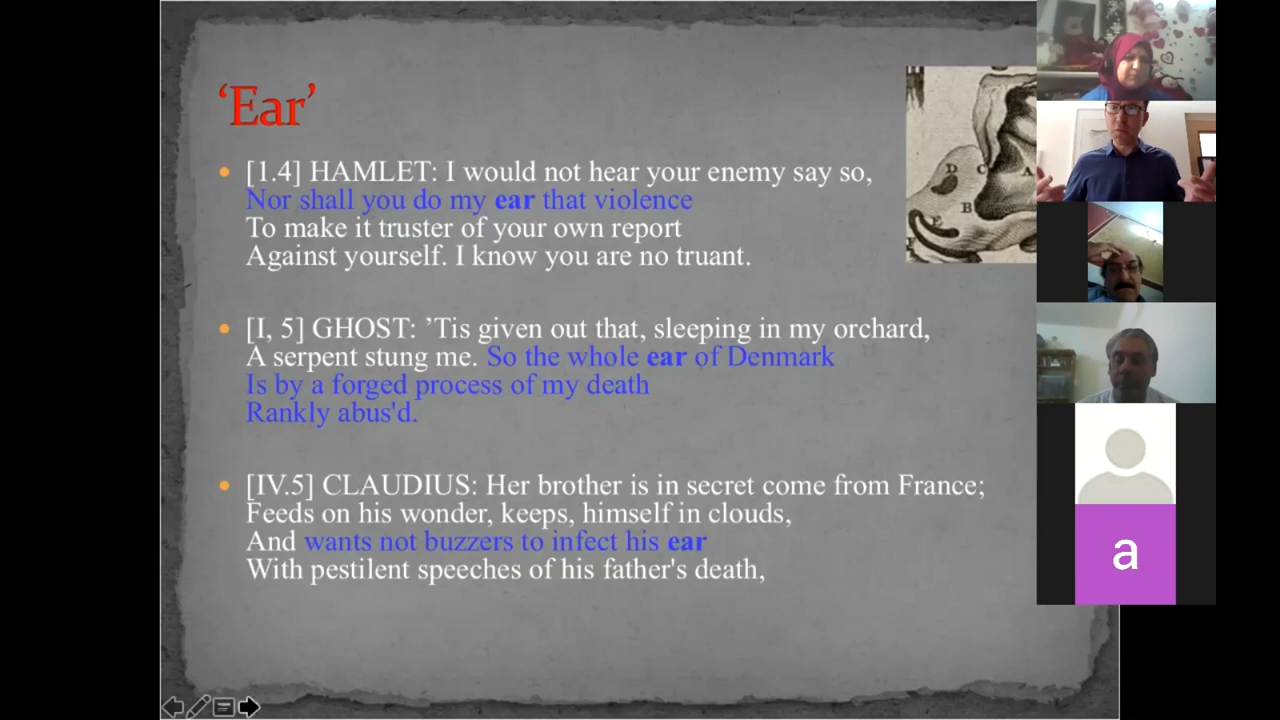 ‘Ear’
[1.4] HAMLET: I would not hear your enemy say so,
Nor shall you do my ear that violence
To make it truster of your own report
Against yourself. I know you are no truant.
[I, 5] GHOST: ’Tis given out that, sleeping in my orchard,
A serpent stung me. So the whole ear of Denmark
Is by a forged process of my death
Rankly abus'd.
[IV.5] CLAUDIUS: Her brother is in secret come from France;
Feeds on his wonder, keeps, himself in clouds,
And wants not buzzers to infect his ear
With pestilent speeches of his father's death,
D C A
B
E
a